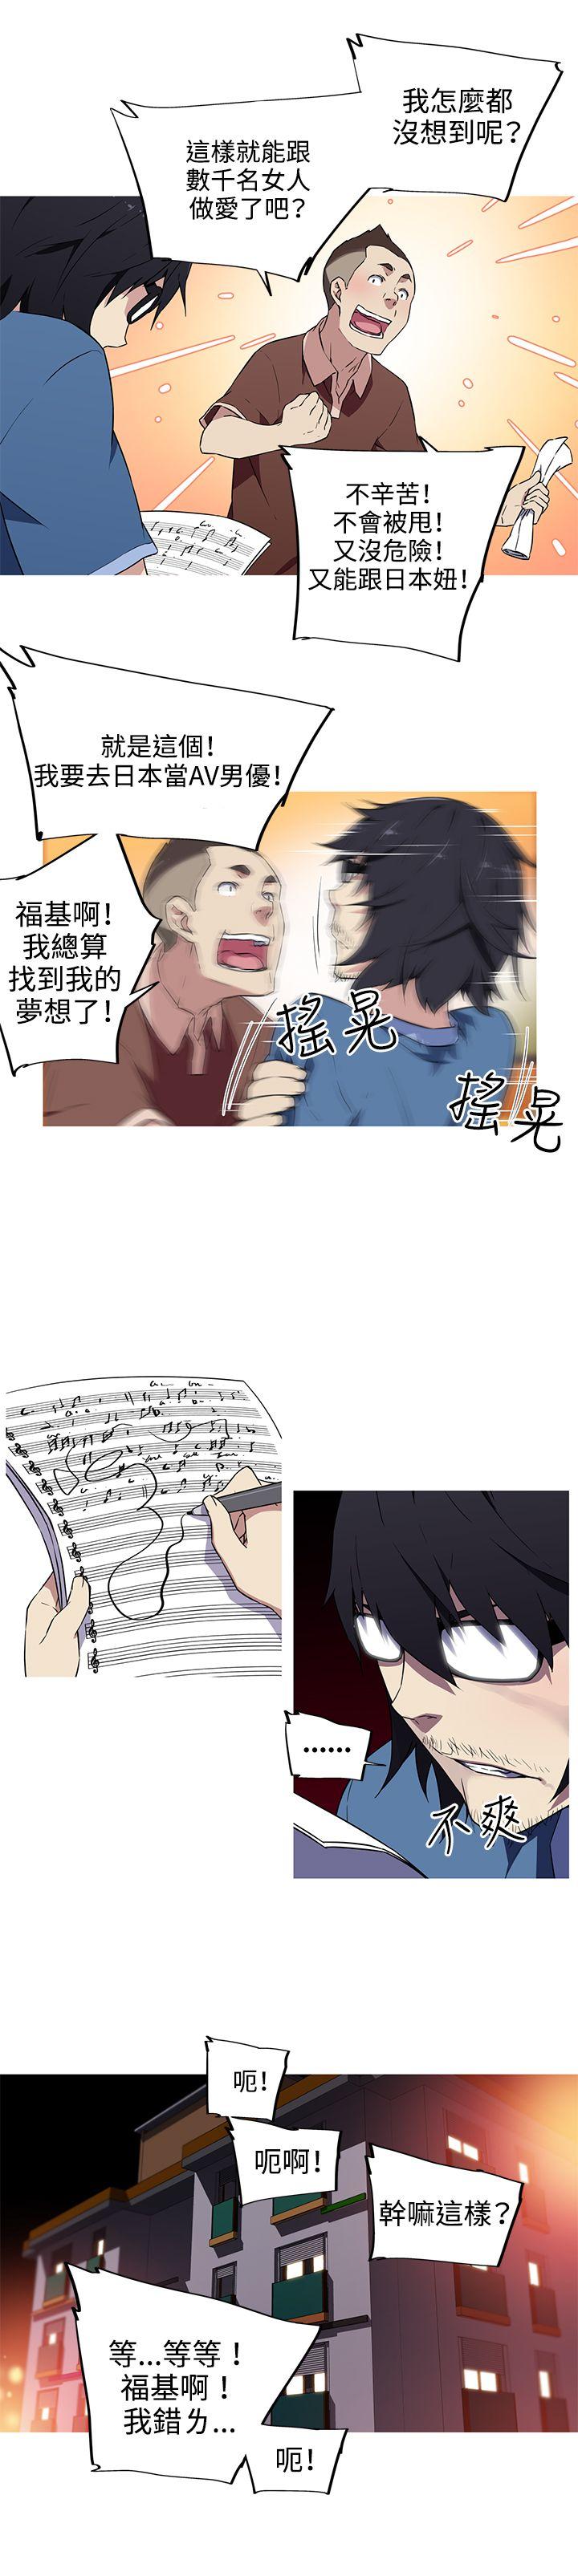 我怎麼都
沒想到呢？
這樣就能跟
數千名女人
做愛了吧？
不辛苦！
不會被甩！
又沒危險！
又能跟日本妞！
就是這個！
我要去日本當AV男優！
福基啊！
我總算
找到我的
夢想了！
搖晃
搖晃
……
不爽
呃！
呃啊！
幹嘛這樣？
等…等等！
福基啊！
我錯ㄌ…
呃！